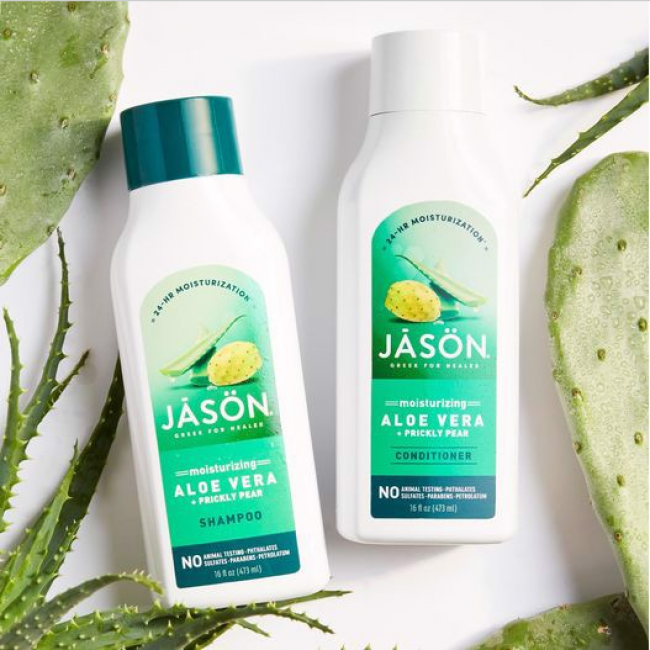 24-HR MOISTURIZATION*
JĀSÖN®
GREEK FOR HEALER
moisturizing
ALOE VERA
+ PRICKLY PEAR
SHAMPOO
NO ANIMAL TESTING • PHTHALATES
SULFATES • PARABENS • PETROLATUM
16 fl oz (473 ml)
24-HR MOISTURIZATION*
JĀSÖN®
GREEK FOR HEALER
moisturizing
ALOE VERA
+ PRICKLY PEAR
CONDITIONER
NO ANIMAL TESTING • PHTHALATES
SULFATES • PARABENS • PETROLATUM
16 fl oz (473 ml)